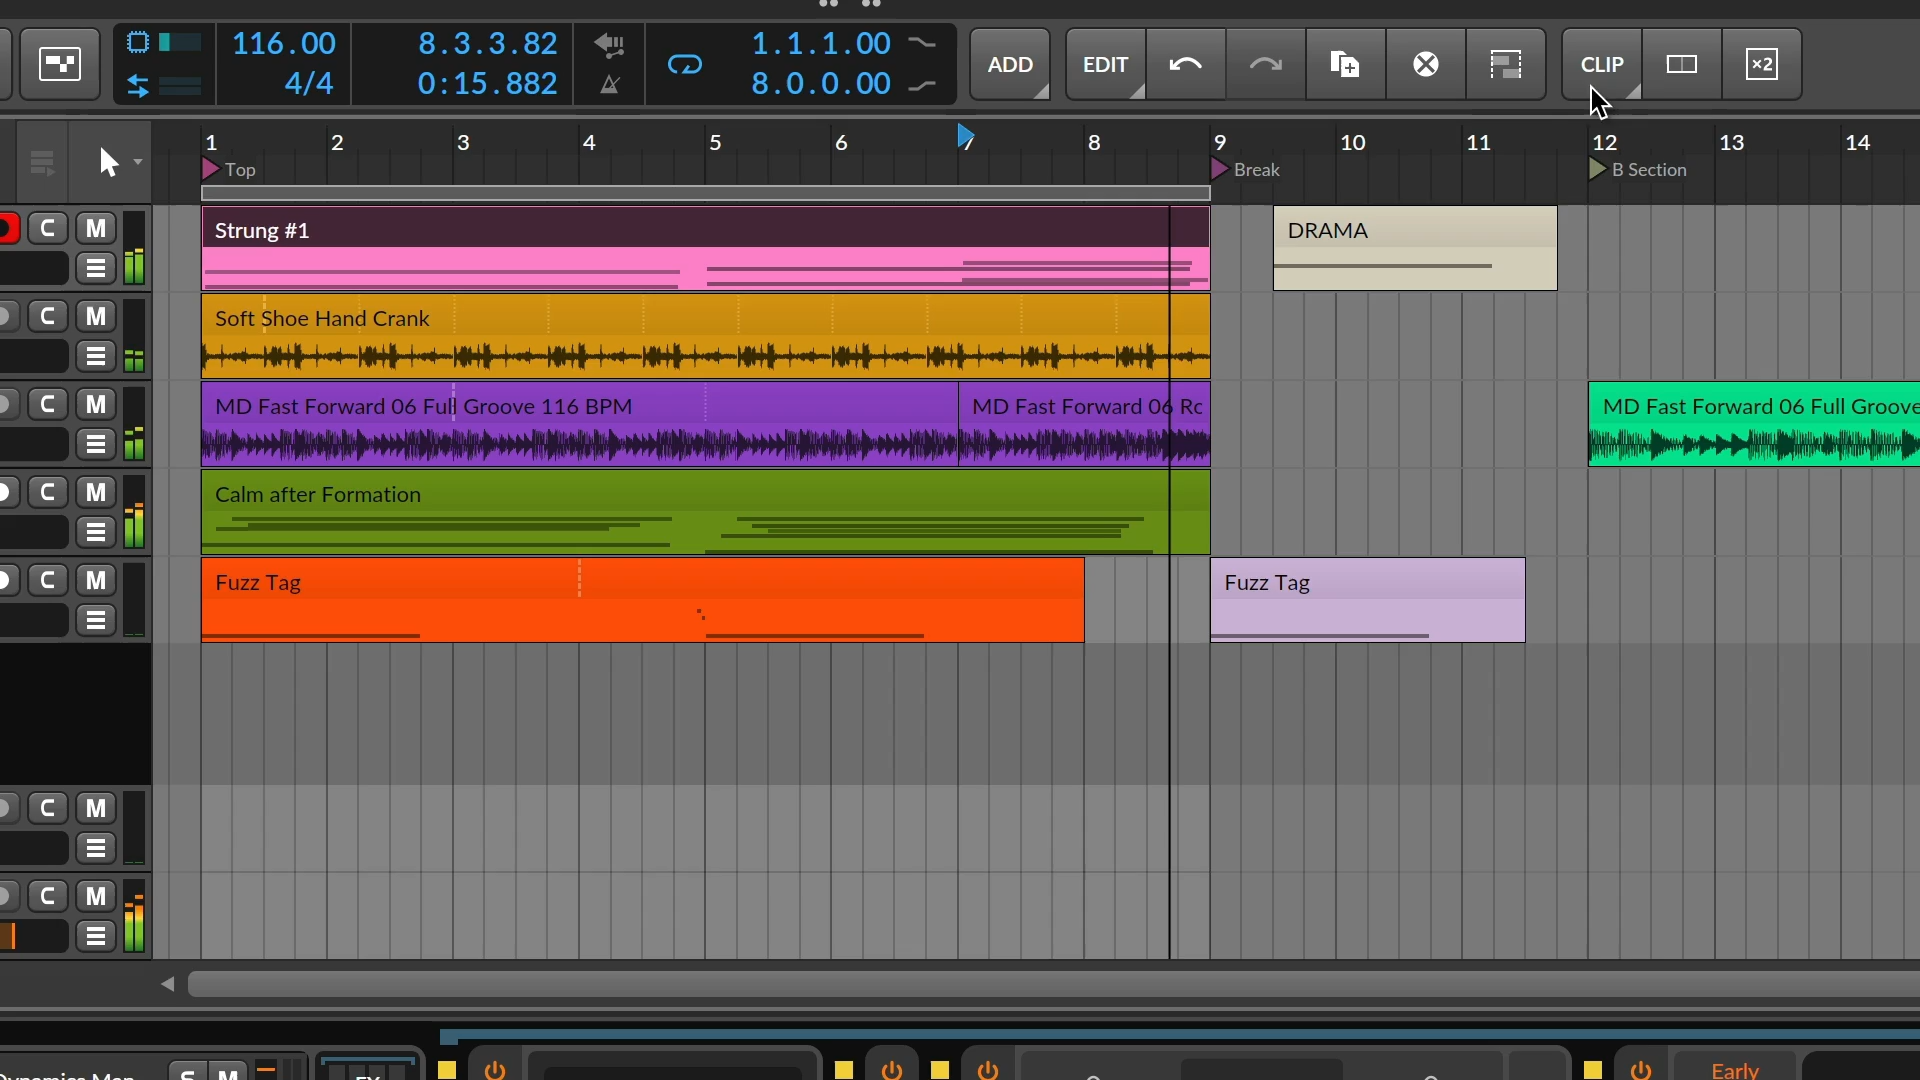 116.00
4/4
8.3.3.82
0:15.882
1.1.1.00
8.0.0.00
ADD
EDIT
CLIP
×2
1 2 3 4 5 6 7 8 9 10 11 12 13 14
Top
Break
B Section
C M
Strung #1
DRAMA
C M
Soft Shoe Hand Crank
C M
MD Fast Forward 06 Full Groove 116 BPM
MD Fast Forward 06 Rc
MD Fast Forward 06 Full Groove
C M
Calm after Formation
C M
Fuzz Tag
Fuzz Tag
C M
C M
S M
FX
Early